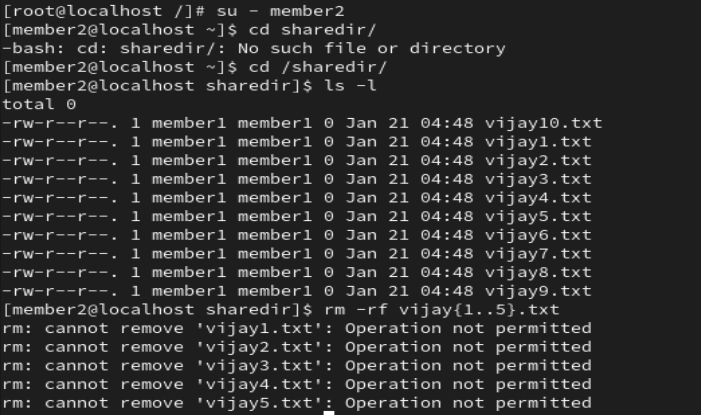 [root@localhost /]# su - member2
[member2@localhost ~]$ cd sharedir/
-bash: cd: sharedir/: No such file or directory
[member2@localhost ~]$ cd /sharedir/
[member2@localhost sharedir]$ ls -l
total 0
-rw-r--r--. 1 member1 member1 0 Jan 21 04:48 vijay10.txt
-rw-r--r--. 1 member1 member1 0 Jan 21 04:48 vijay1.txt
-rw-r--r--. 1 member1 member1 0 Jan 21 04:48 vijay2.txt
-rw-r--r--. 1 member1 member1 0 Jan 21 04:48 vijay3.txt
-rw-r--r--. 1 member1 member1 0 Jan 21 04:48 vijay4.txt
-rw-r--r--. 1 member1 member1 0 Jan 21 04:48 vijay5.txt
-rw-r--r--. 1 member1 member1 0 Jan 21 04:48 vijay6.txt
-rw-r--r--. 1 member1 member1 0 Jan 21 04:48 vijay7.txt
-rw-r--r--. 1 member1 member1 0 Jan 21 04:48 vijay8.txt
-rw-r--r--. 1 member1 member1 0 Jan 21 04:48 vijay9.txt
[member2@localhost sharedir]$ rm -rf vijay{1..5}.txt
rm: cannot remove 'vijay1.txt': Operation not permitted
rm: cannot remove 'vijay2.txt': Operation not permitted
rm: cannot remove 'vijay3.txt': Operation not permitted
rm: cannot remove 'vijay4.txt': Operation not permitted
rm: cannot remove 'vijay5.txt': Operation not permitted